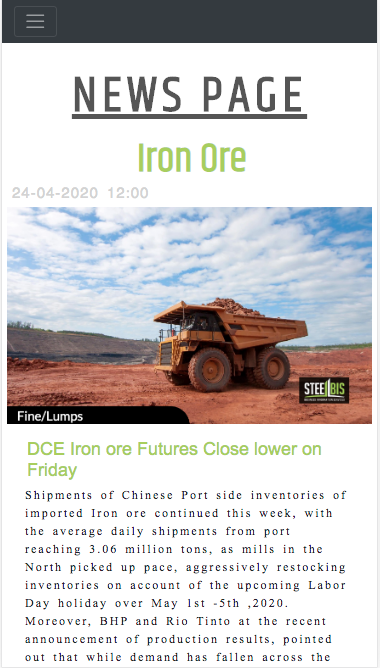 NEWS PAGE
Iron Ore
24-04-2020 12:00
STEELBIS
Fine/Lumps
DCE Iron ore Futures Close lower on
Friday
Shipments of Chinese Port side inventories of
imported Iron ore continued this week, with
the average daily shipments from port
reaching 3.06 million tons, as mills in the
North picked up pace, aggressively restocking
inventories on account of the upcoming Labor
Day holiday over May 1st -5th ,2020.
Moreover, BHP and Rio Tinto at the recent
announcement of production results, pointed
out that while demand has fallen across the